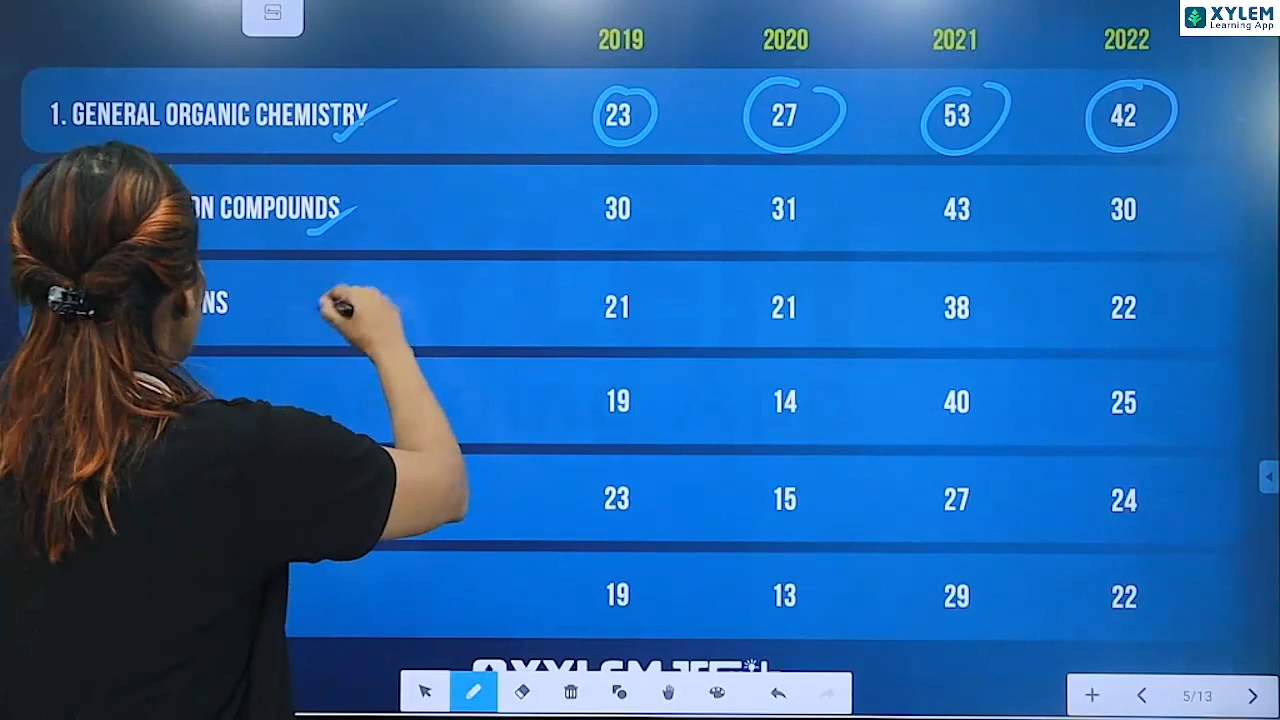 XYLEM
Learning App
2019 2020 2021 2022
1. GENERAL ORGANIC CHEMISTRY 23 27 53 42
ON COMPOUNDS 30 31 43 30
NS 21 21 38 22
19 14 40 25
23 15 27 24
19 13 29 22
XYLEM JEE
5/13